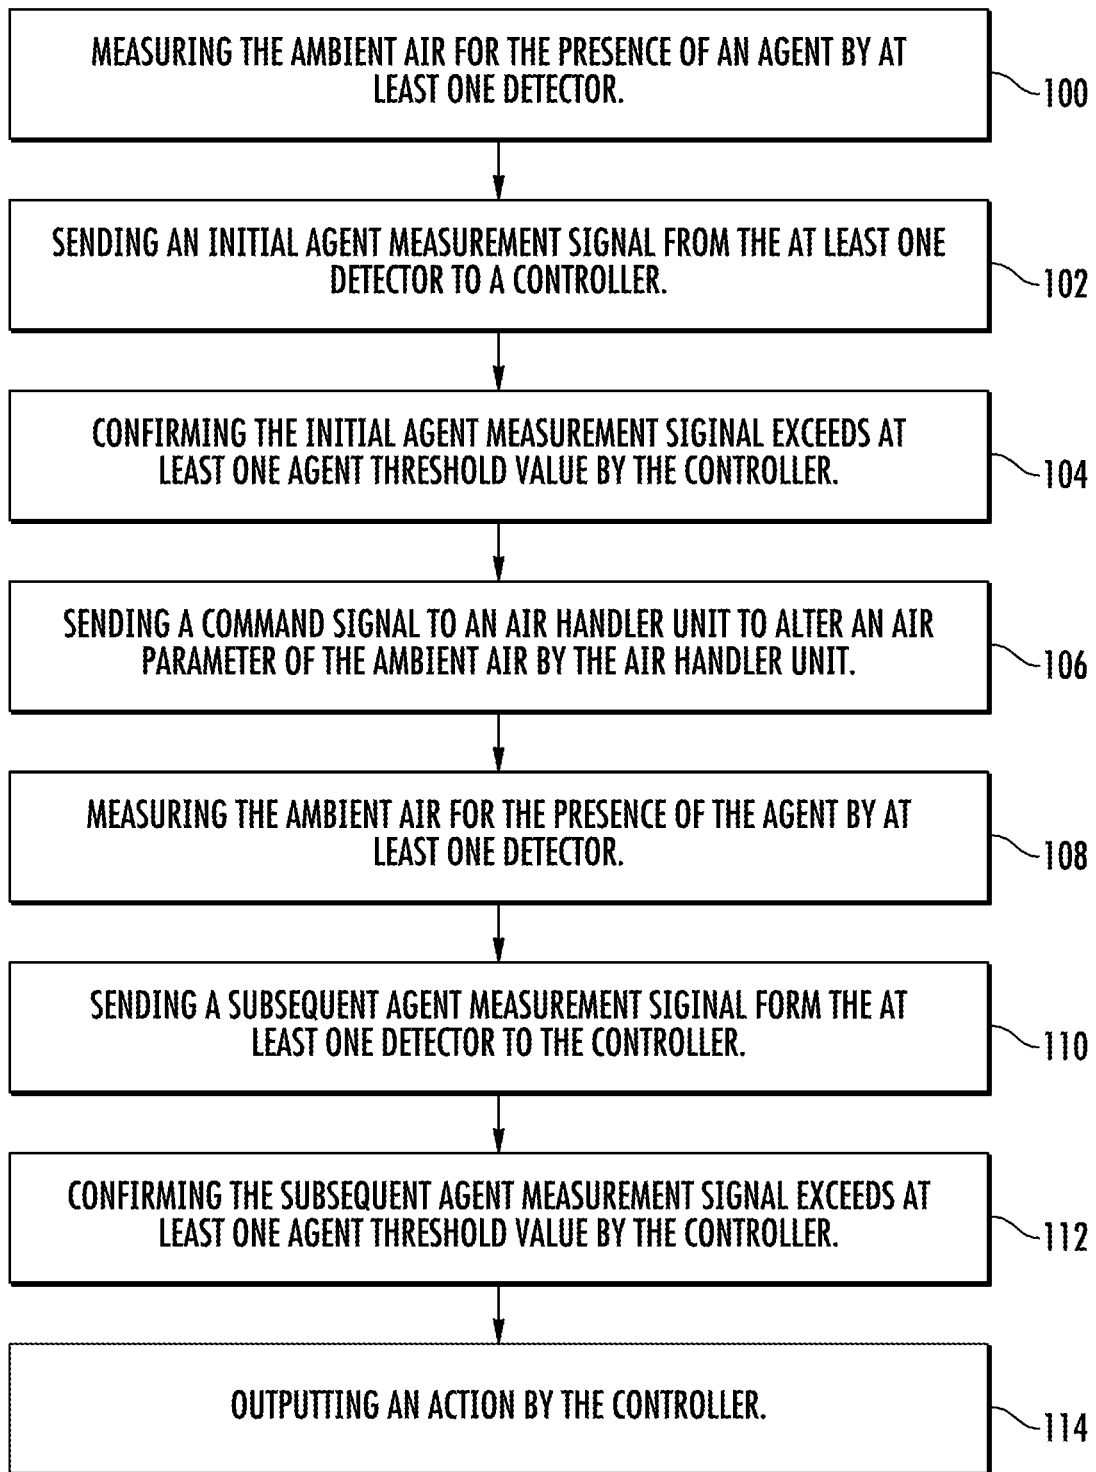 MEASURING THE AMBIENT AIR FOR THE PRESENCE OF AN AGENT BY AT
LEAST ONE DETECTOR.
100
SENDING AN INITIAL AGENT MEASUREMENT SIGNAL FROM THE AT LEAST ONE
DETECTOR TO A CONTROLLER.
102
CONFIRMING THE INITIAL AGENT MEASUREMENT SIGINAL EXCEEDS AT
LEAST ONE AGENT THRESHOLD VALUE BY THE CONTROLLER.
104
SENDING A COMMAND SIGNAL TO AN AIR HANDLER UNIT TO ALTER AN AIR
PARAMETER OF THE AMBIENT AIR BY THE AIR HANDLER UNIT.
106
MEASURING THE AMBIENT AIR FOR THE PRESENCE OF THE AGENT BY AT
LEAST ONE DETECTOR.
108
SENDING A SUBSEQUENT AGENT MEASUREMENT SIGINAL FORM THE AT
LEAST ONE DETECTOR TO THE CONTROLLER.
110
CONFIRMING THE SUBSEQUENT AGENT MEASUREMENT SIGNAL EXCEEDS AT
LEAST ONE AGENT THRESHOLD VALUE BY THE CONTROLLER.
112
OUTPUTTING AN ACTION BY THE CONTROLLER.
114